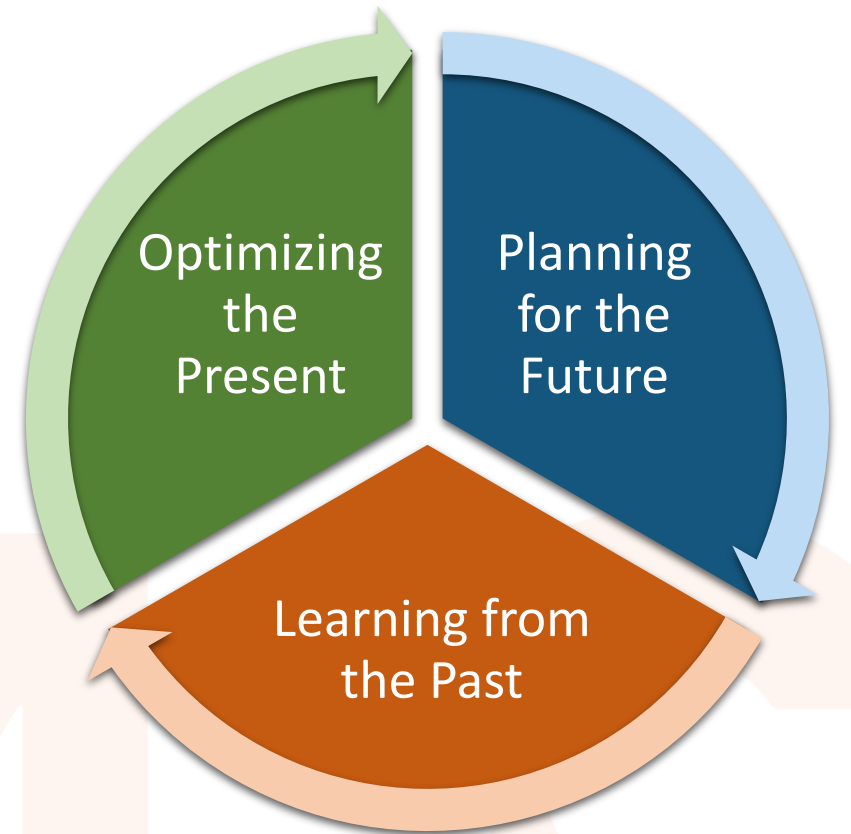 Optimizing
the
Present
Planning
for the
Future
Learning from
the Past